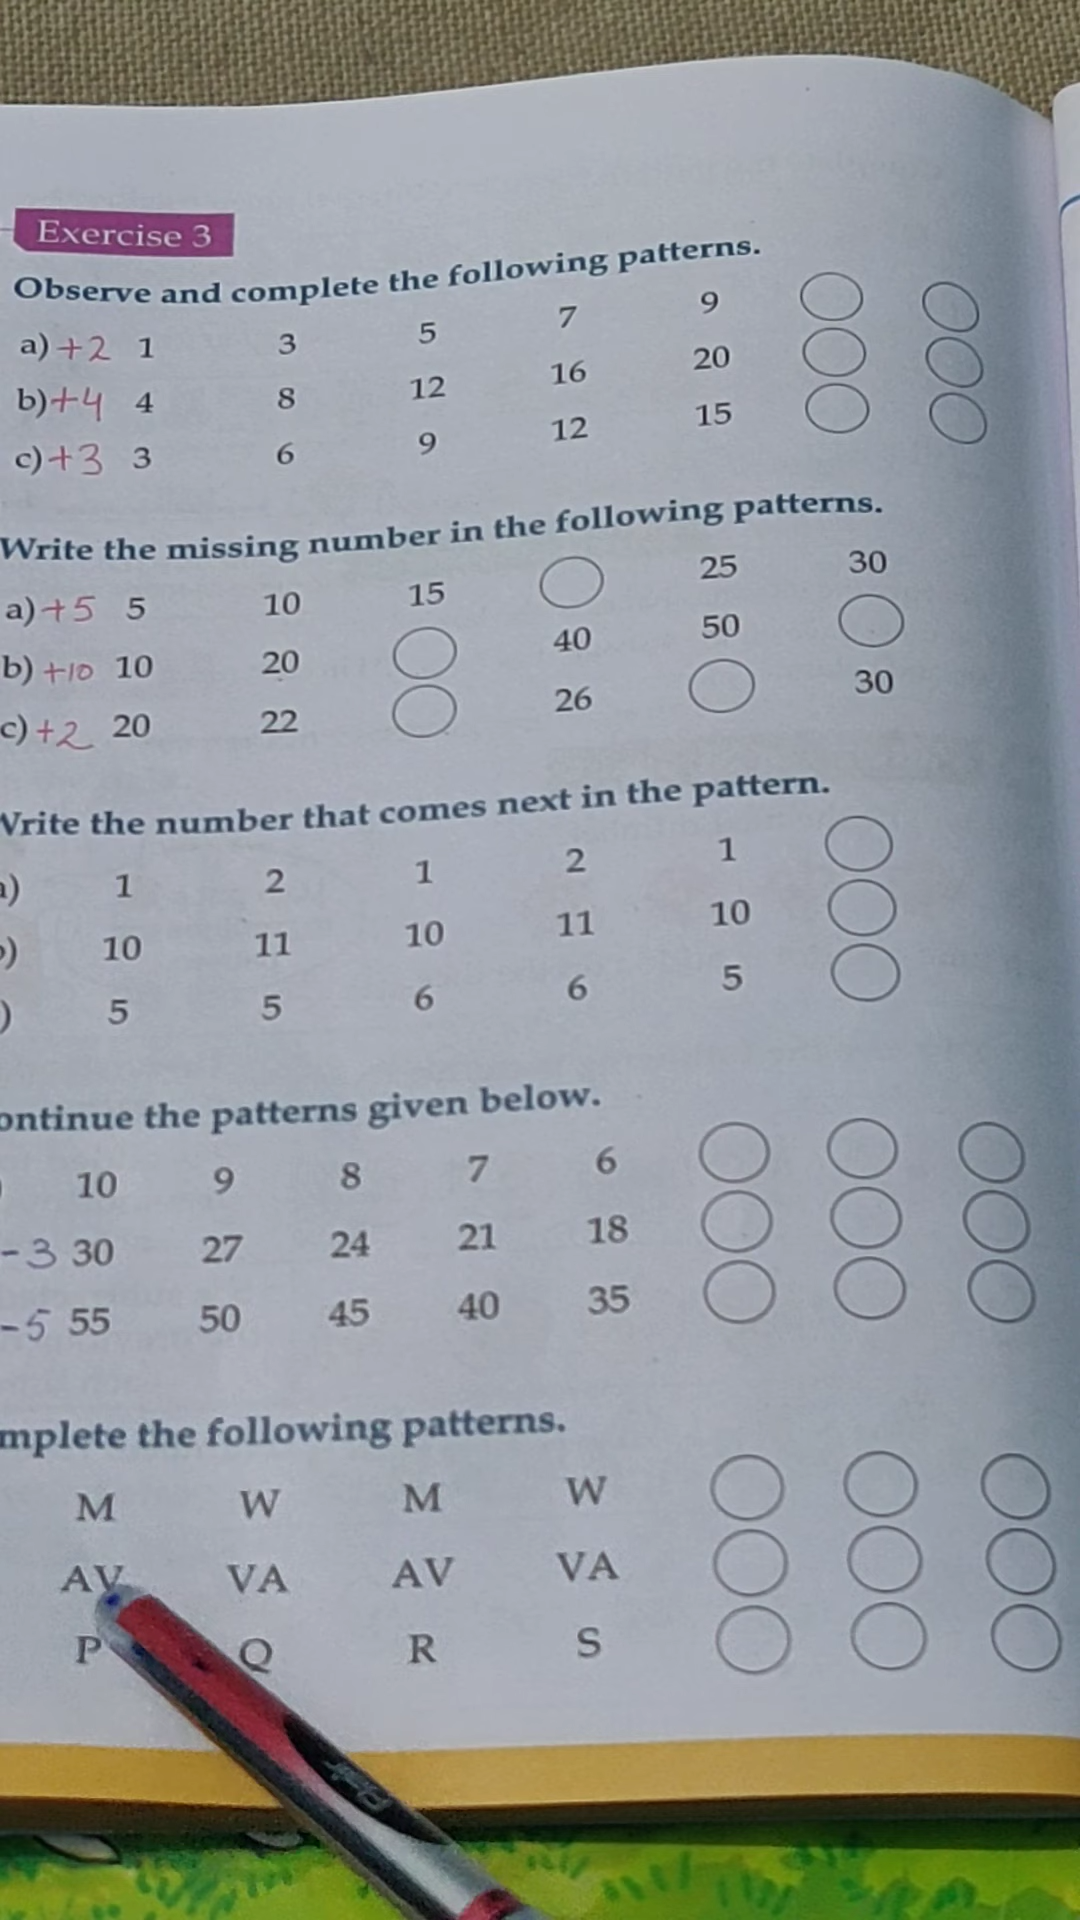 Exercise 3
Observe and complete the following patterns.
a) +2 1 3 5 7 9
b) +4 4 8 12 16 20
c) +3 3 6 9 12 15
Write the missing number in the following patterns.
a) +5 5 10 15 25 30
b) +10 10 20 40 50
c) +2 20 22 26 30
Write the number that comes next in the pattern.
) 1 2 1 2 1
) 10 11 10 11 10
) 5 5 6 6 5
ontinue the patterns given below.
10 9 8 7 6
-3 30 27 24 21 18
-5 55 50 45 40 35
mplete the following patterns.
M W M W
AV VA AV VA
P Q R S